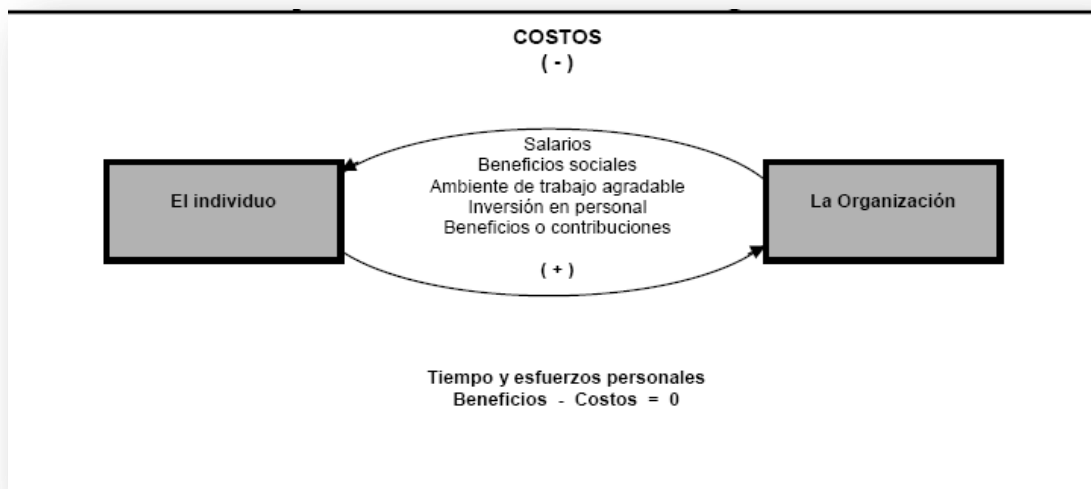 COSTOS
( - )
Salarios
Beneficios sociales
Ambiente de trabajo agradable
Inversión en personal
Beneficios o contribuciones
El individuo
La Organización
( + )
Tiempo y esfuerzos personales
Beneficios - Costos = 0